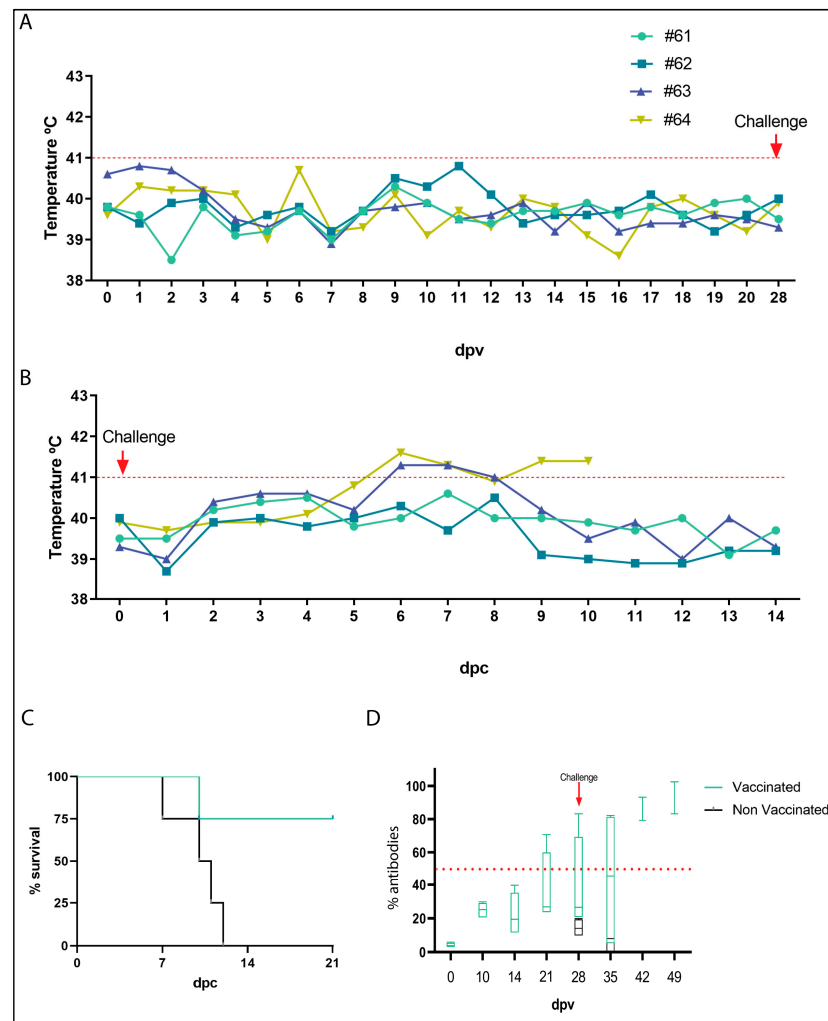 A
#61
#62
#63
#64
Challenge
Temperature ºC
43
42
41
40
39
38
0 1 2 3 4 5 6 7 8 9 10 11 12 13 14 15 16 17 18 19 20 28
dpv
B
Challenge
Temperature ºC
43
42
41
40
39
38
0 1 2 3 4 5 6 7 8 9 10 11 12 13 14
dpc
C
% survival
100
75
50
25
0
0 7 14 21
dpc
D
Challenge
Vaccinated
Non Vaccinated
% antibodies
100
80
60
40
20
0
0 10 14 21 28 35 42 49
dpv